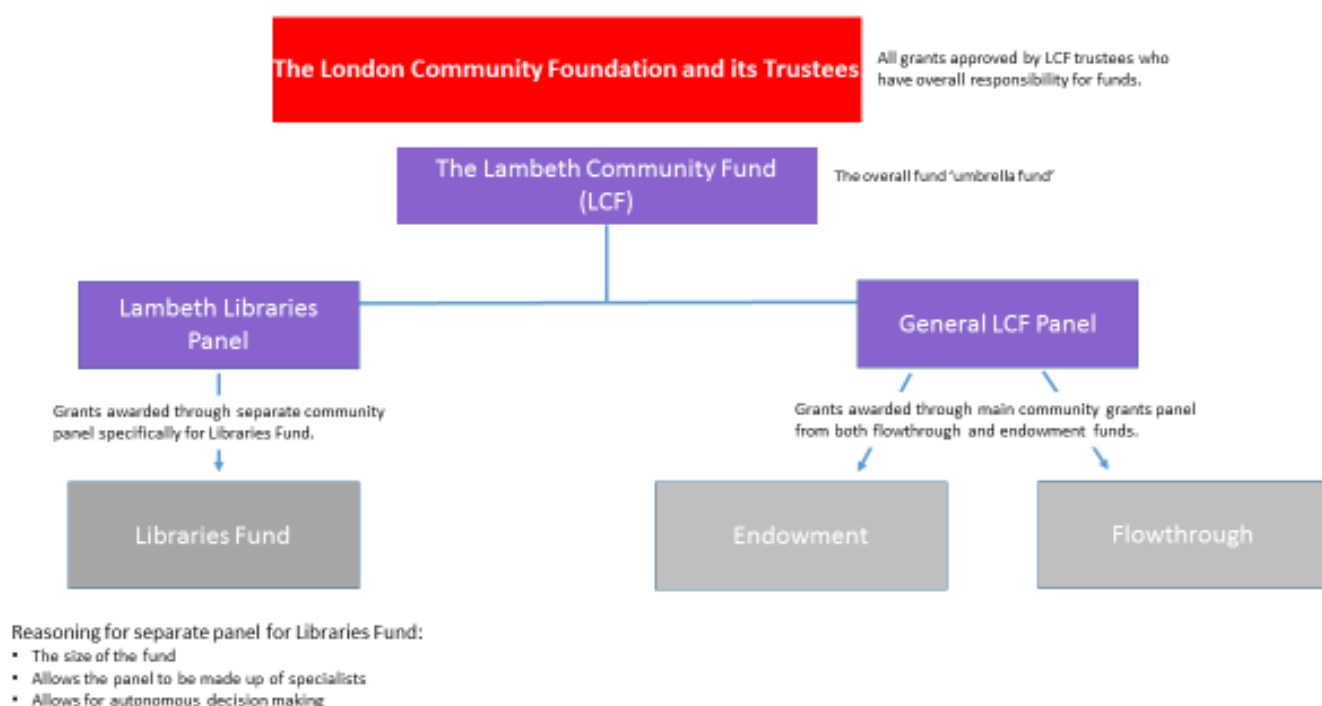 The London Community Foundation and its Trustees
All grants approved by LCF trustees who
have overall responsibility for funds.
The Lambeth Community Fund
(LCF)
The overall fund ‘umbrella fund’
Lambeth Libraries
Panel
General LCF Panel
Grants awarded through separate community
panel specifically for Libraries Fund.
Grants awarded through main community grants panel
from both flowthrough and endowment funds.
Libraries Fund
Endowment
Flowthrough
Reasoning for separate panel for Libraries Fund:
• The size of the fund
• Allows the panel to be made up of specialists
• Allows for autonomous decision making